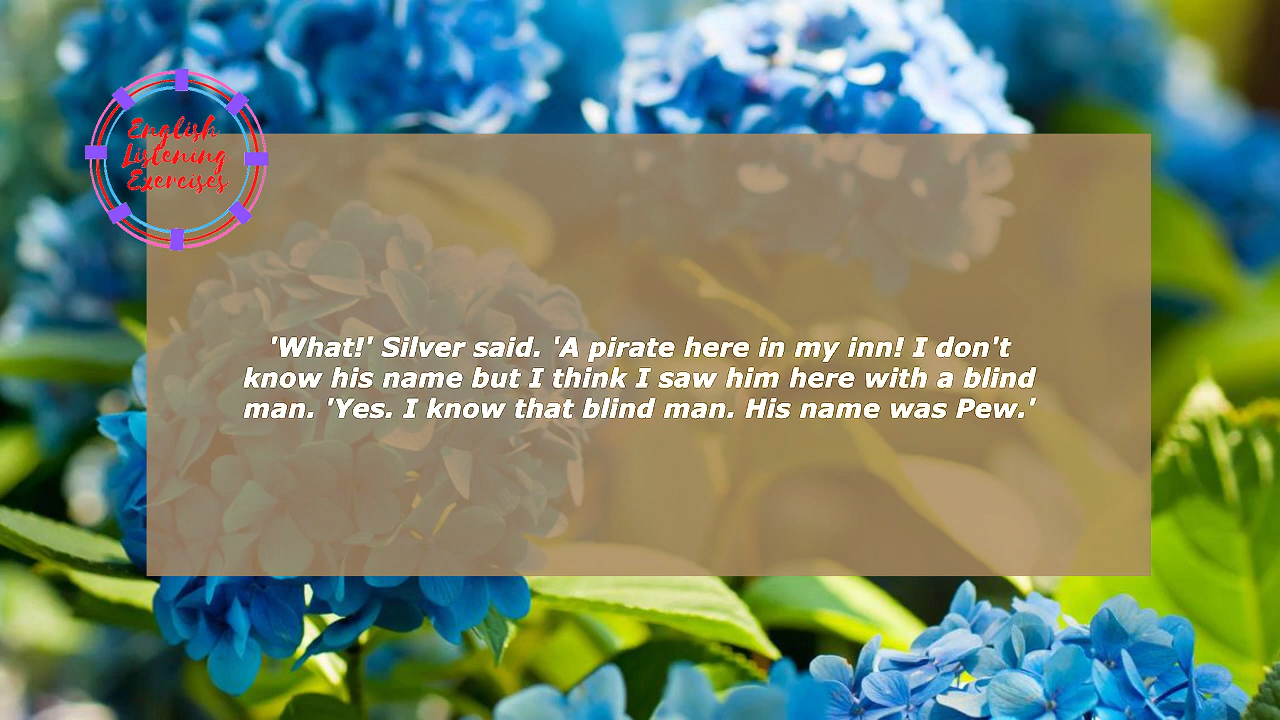 English
Listening
Exercises
'What!' Silver said. 'A pirate here in my inn! I don't
know his name but I think I saw him here with a blind
man. 'Yes. I know that blind man. His name was Pew.'